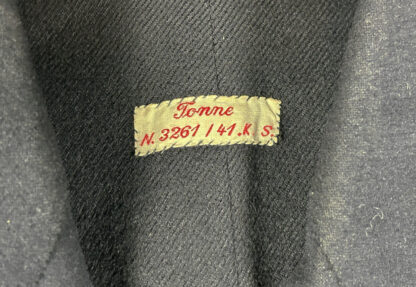 Tonne
N. 3261 / 41. K. S.